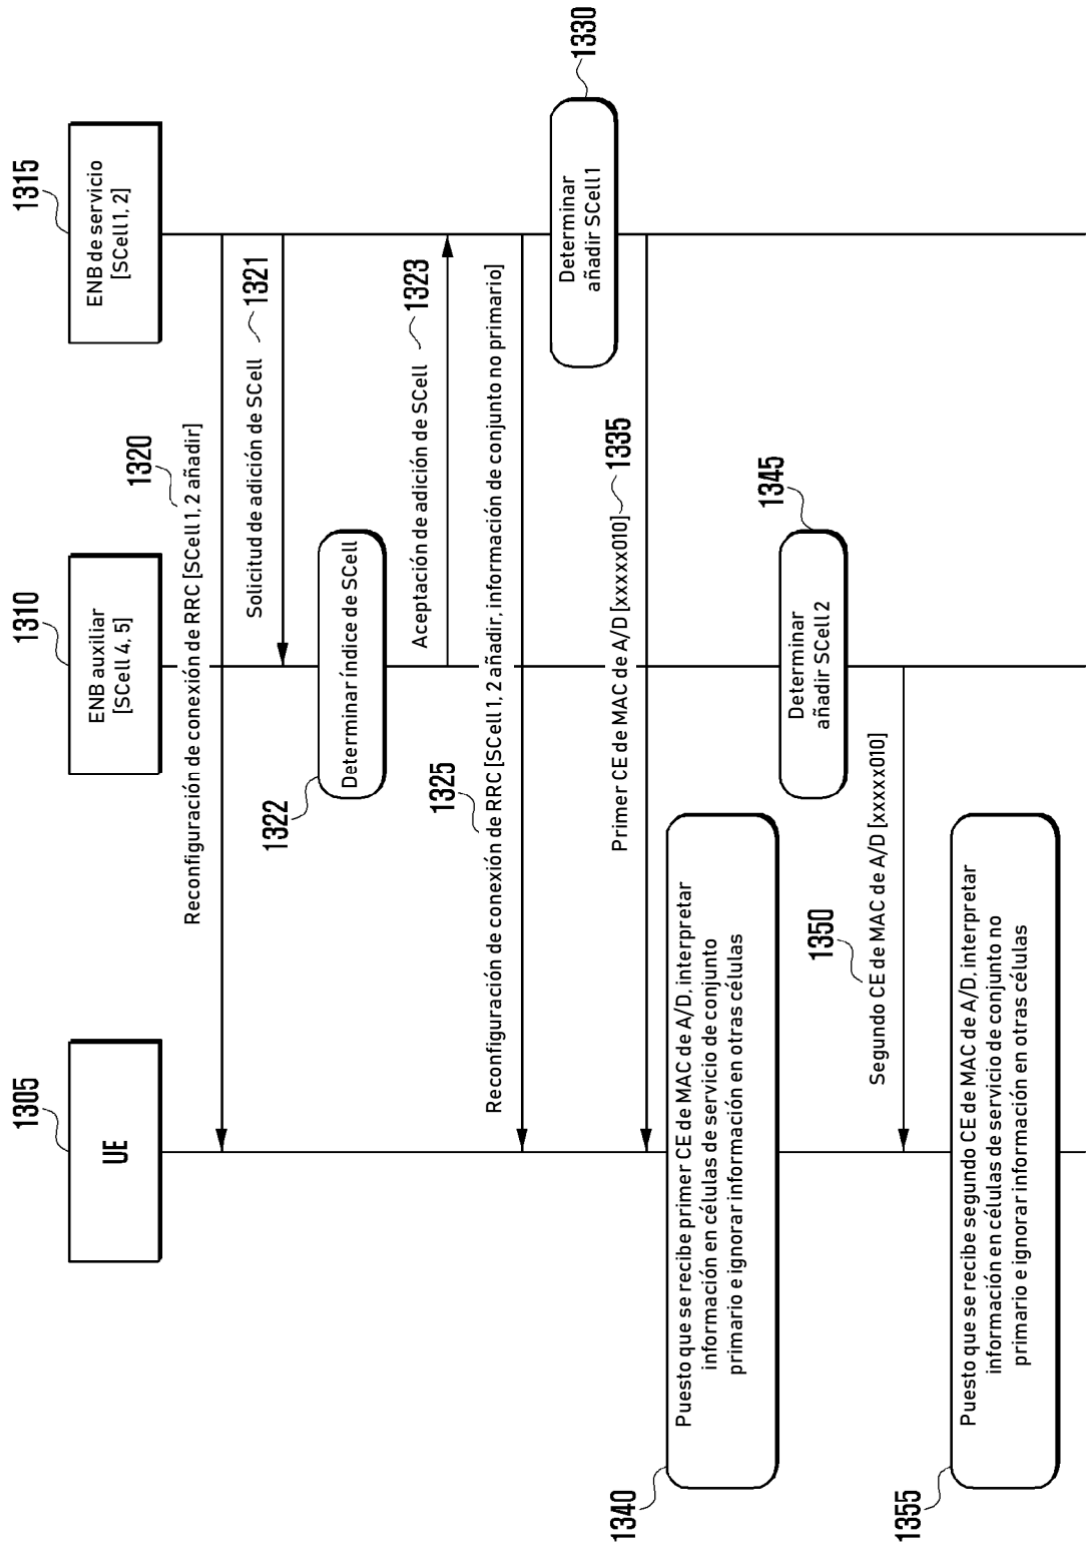 1305
UE
1310
ENB auxiliar
[SCell 4, 5]
1315
ENB de servicio
[SCell 1, 2]
1320
Reconfiguración de conexión de RRC [SCell 1, 2 añadir]
Solicitud de adición de SCell 1321
1322
Determinar índice de SCell
Aceptación de adición de SCell 1323
1325
Reconfiguración de conexión de RRC [SCell 1, 2 añadir, información de conjunto no primario]
Determinar
añadir SCell1
1330
Primer CE de MAC de A/D [xxxxx010] 1335
1340
Puesto que se recibe primer CE de MAC de A/D, interpretar
información en células de servicio de conjunto
primario e ignorar información en otras células
1345
Determinar
añadir SCell 2
1350
Segundo CE de MAC de A/D [xxxxx010]
1355
Puesto que se recibe segundo CE de MAC de A/D, interpretar
información en células de servicio de conjunto no
primario e ignorar información en otras células